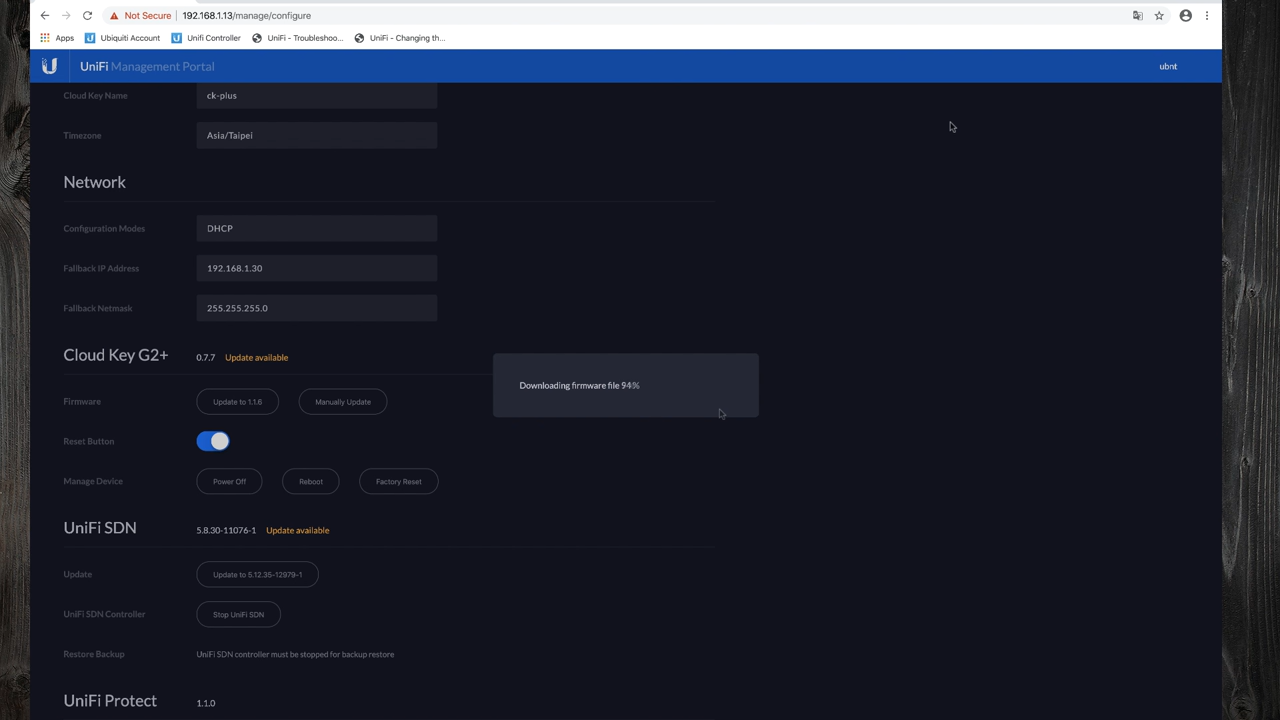 Not Secure 192.168.1.13/manage/configure
Apps Ubiquiti Account Unifi Controller UniFi - Troubleshoo... UniFi - Changing th...
UniFi Management Portal ubnt
Cloud Key Name ck-plus
Timezone Asia/Taipei
Network
Configuration Modes DHCP
Fallback IP Address 192.168.1.30
Fallback Netmask 255.255.255.0
Cloud Key G2+ 0.7.7 Update available
Downloading firmware file 94%
Firmware Update to 1.1.6 Manually Update
Reset Button
Manage Device Power Off Reboot Factory Reset
UniFi SDN 5.8.30-11076-1 Update available
Update Update to 5.12.35-12979-1
UniFi SDN Controller Stop UniFi SDN
Restore Backup UniFi SDN controller must be stopped for backup restore
UniFi Protect 1.1.0